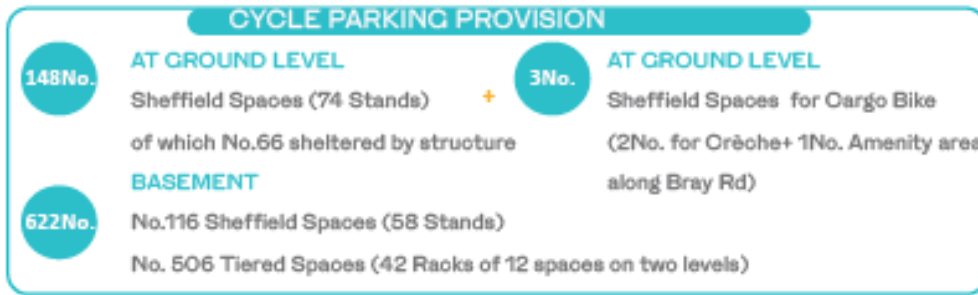 CYCLE PARKING PROVISION
148No.
AT GROUND LEVEL
Sheffield Spaces (74 Stands)
of which No.66 sheltered by structure
+
3No.
AT GROUND LEVEL
Sheffield Spaces for Cargo Bike
(2No. for Crèche+ 1No. Amenity area
along Bray Rd)
622No.
BASEMENT
No.116 Sheffield Spaces (58 Stands)
No. 506 Tiered Spaces (42 Racks of 12 spaces on two levels)